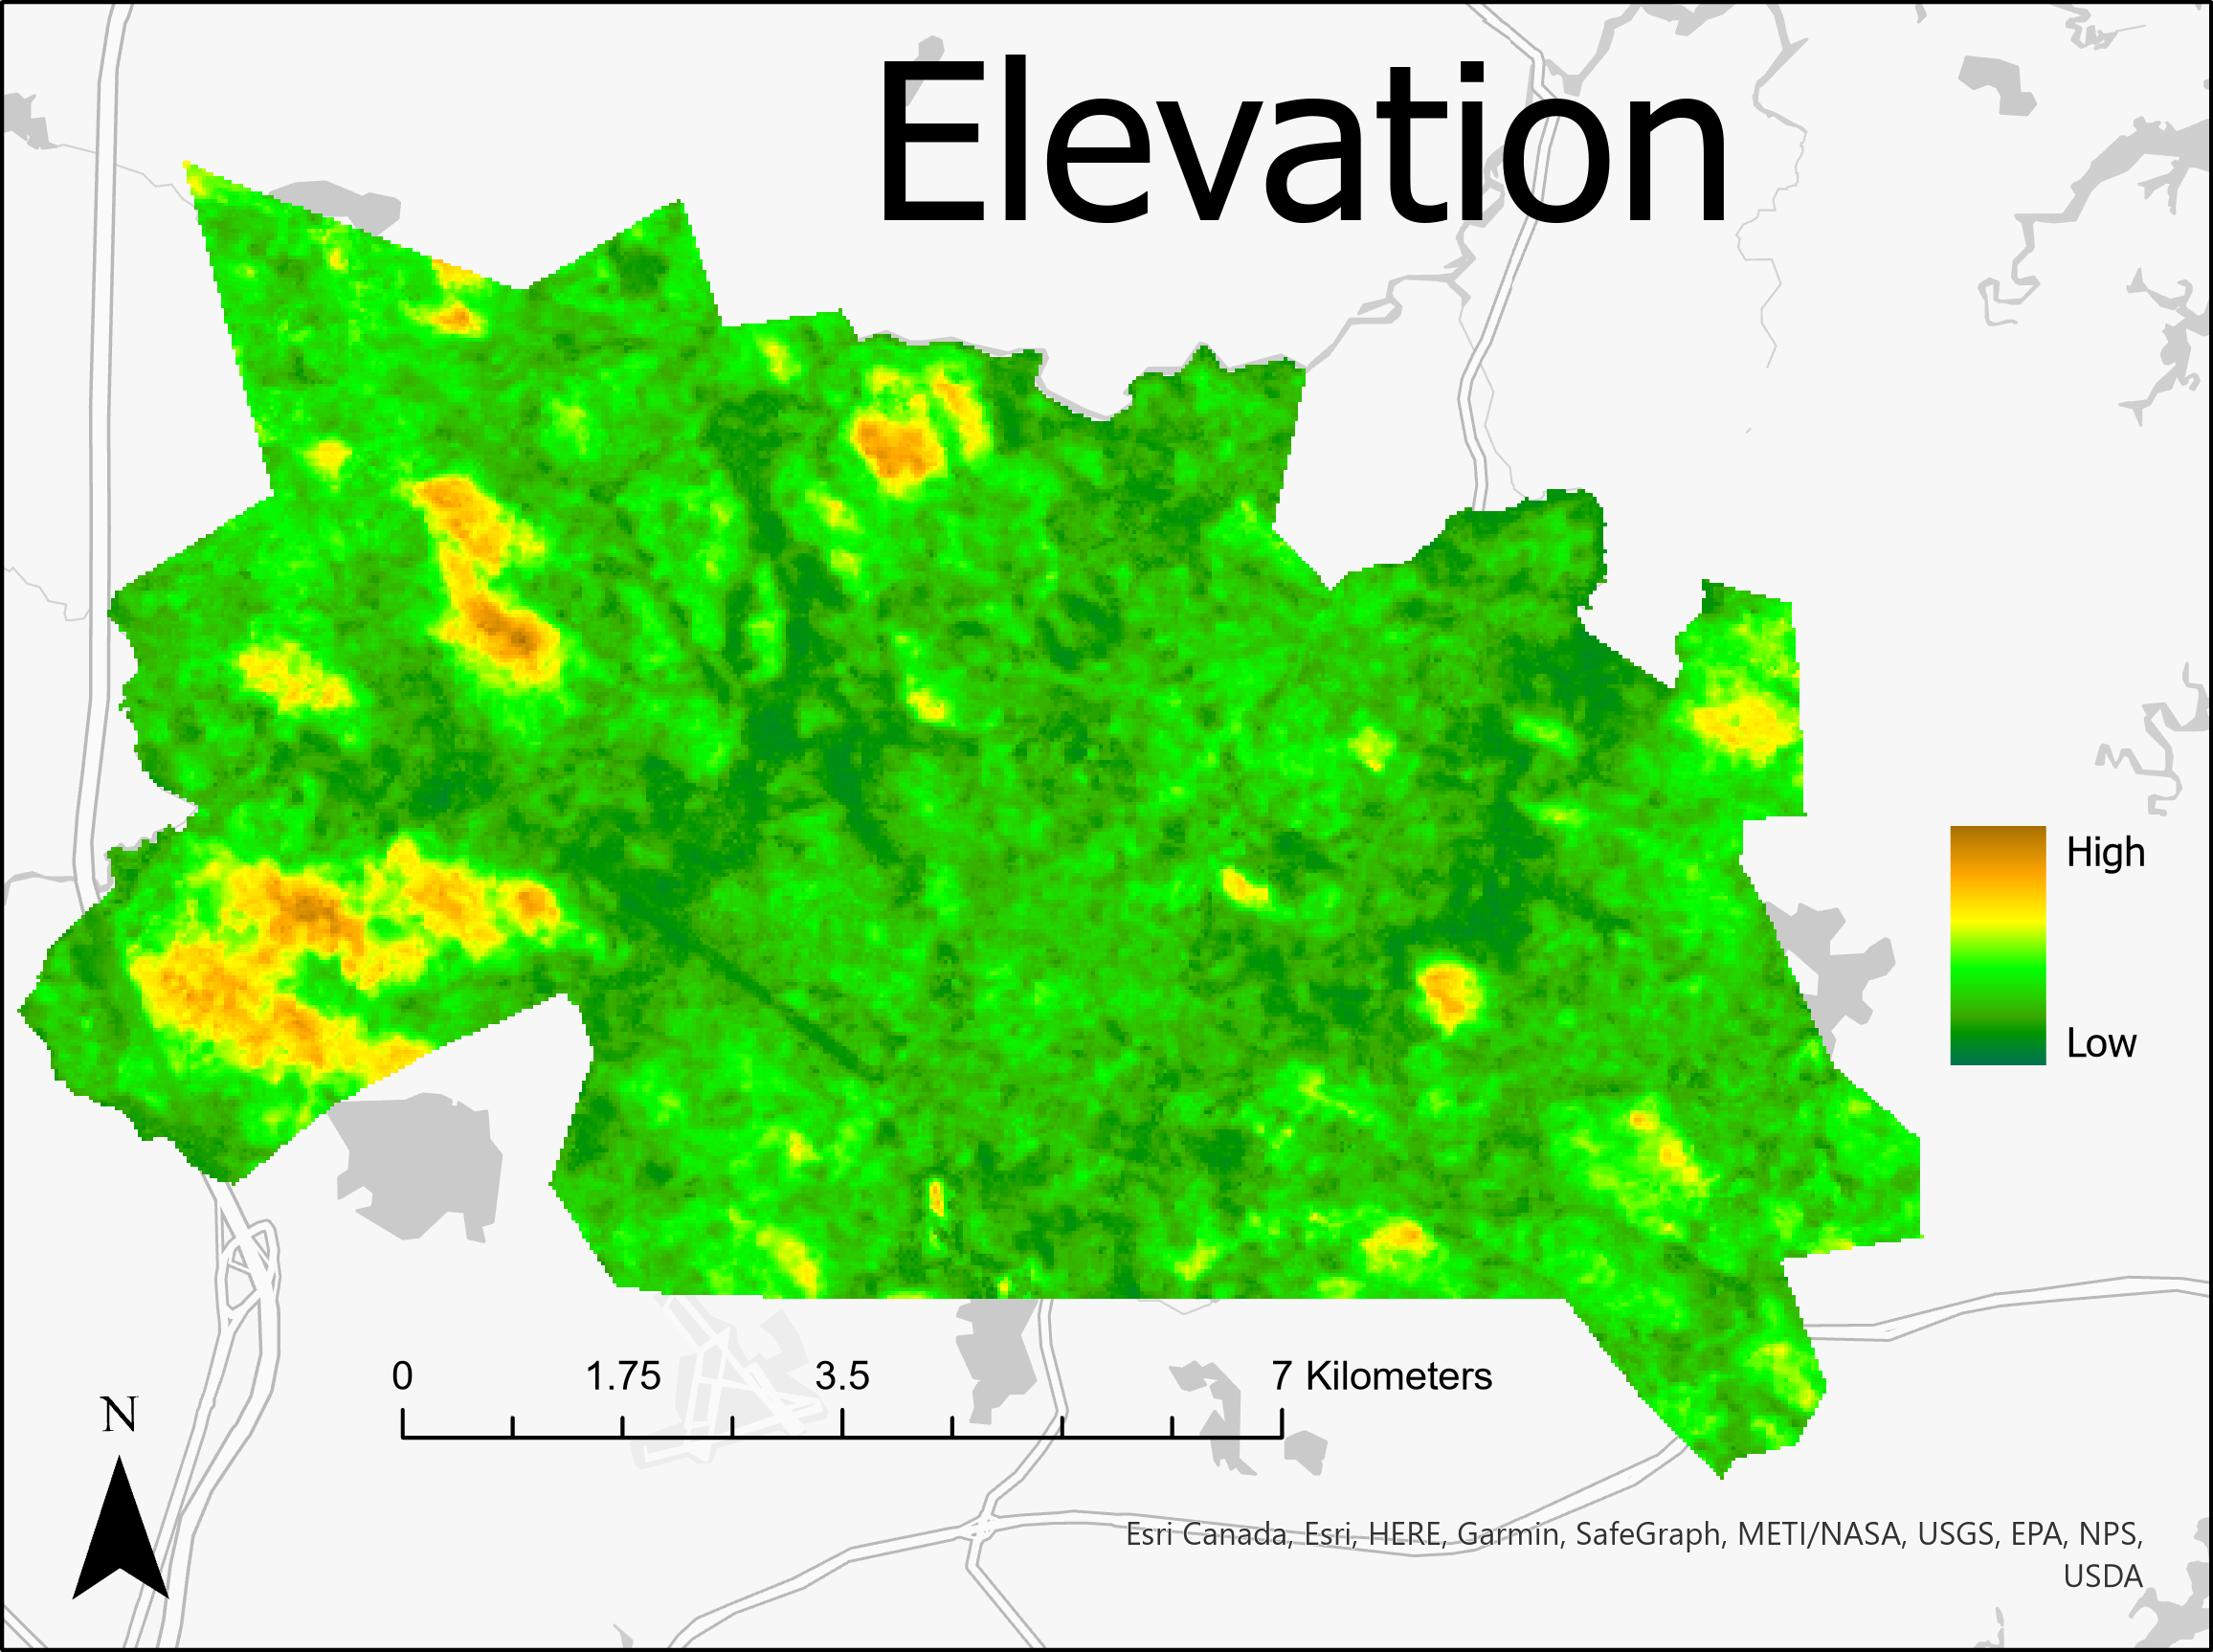 Elevation
High
Low
0 1.75 3.5 7 Kilometers
N
Esri Canada, Esri, HERE, Garmin, SafeGraph, METI/NASA, USGS, EPA, NPS,
USDA